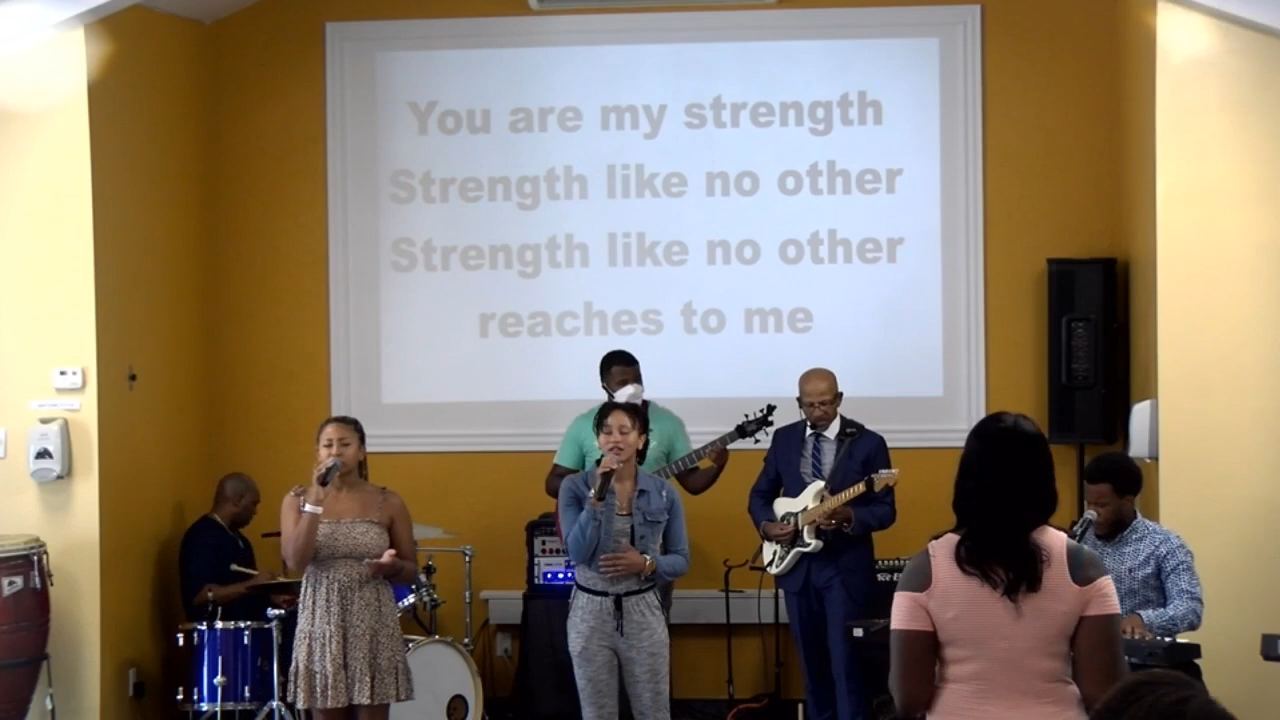 You are my strength
Strength like no other
Strength like no other
reaches to me